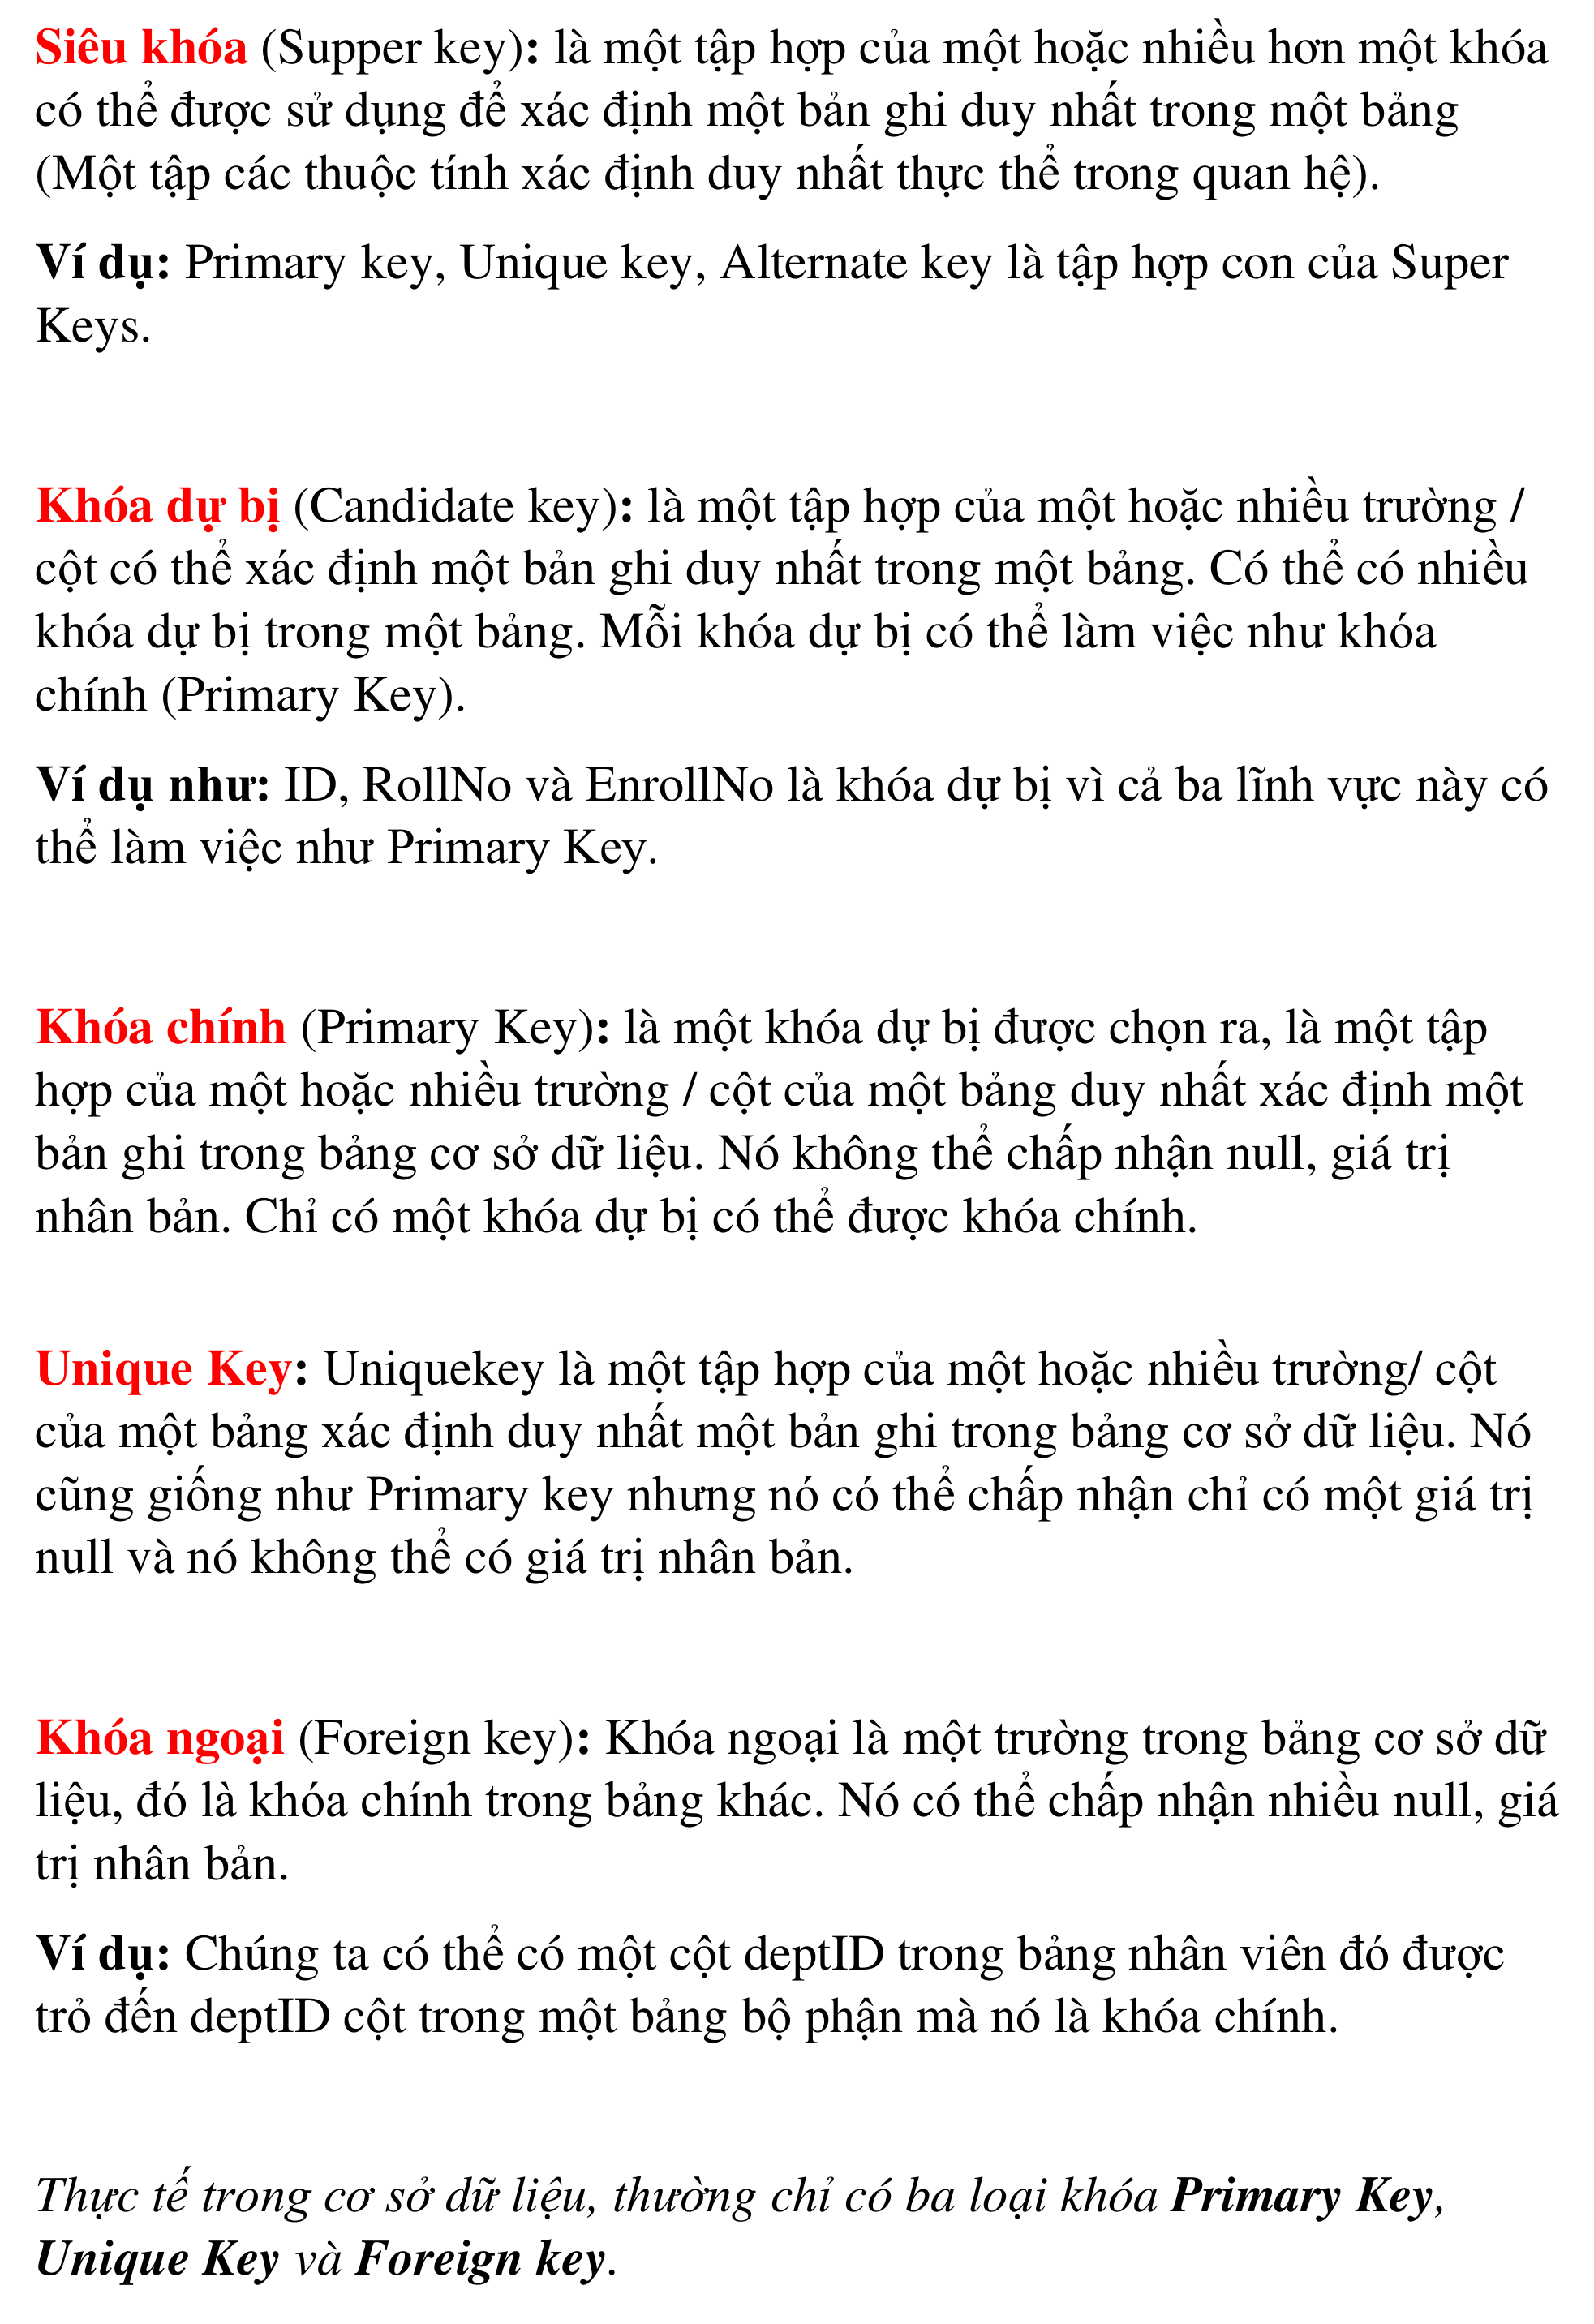 Siêu khóa (Supper key): là một tập hợp của một hoặc nhiều hơn một khóa
có thể được sử dụng để xác định một bản ghi duy nhất trong một bảng
(Một tập các thuộc tính xác định duy nhất thực thể trong quan hệ).
Ví dụ: Primary key, Unique key, Alternate key là tập hợp con của Super
Keys.
Khóa dự bị (Candidate key): là một tập hợp của một hoặc nhiều trường /
cột có thể xác định một bản ghi duy nhất trong một bảng. Có thể có nhiều
khóa dự bị trong một bảng. Mỗi khóa dự bị có thể làm việc như khóa
chính (Primary Key).
Ví dụ như: ID, RollNo và EnrollNo là khóa dự bị vì cả ba lĩnh vực này có
thể làm việc như Primary Key.
Khóa chính (Primary Key): là một khóa dự bị được chọn ra, là một tập
hợp của một hoặc nhiều trường / cột của một bảng duy nhất xác định một
bản ghi trong bảng cơ sở dữ liệu. Nó không thể chấp nhận null, giá trị
nhân bản. Chỉ có một khóa dự bị có thể được khóa chính.
Unique Key: Uniquekey là một tập hợp của một hoặc nhiều trường/ cột
của một bảng xác định duy nhất một bản ghi trong bảng cơ sở dữ liệu. Nó
cũng giống như Primary key nhưng nó có thể chấp nhận chỉ có một giá trị
null và nó không thể có giá trị nhân bản.
Khóa ngoại (Foreign key): Khóa ngoại là một trường trong bảng cơ sở dữ
liệu, đó là khóa chính trong bảng khác. Nó có thể chấp nhận nhiều null, giá
trị nhân bản.
Ví dụ: Chúng ta có thể có một cột deptID trong bảng nhân viên đó được
trỏ đến deptID cột trong một bảng bộ phận mà nó là khóa chính.
Thực tế trong cơ sở dữ liệu, thường chỉ có ba loại khóa Primary Key,
Unique Key và Foreign key.